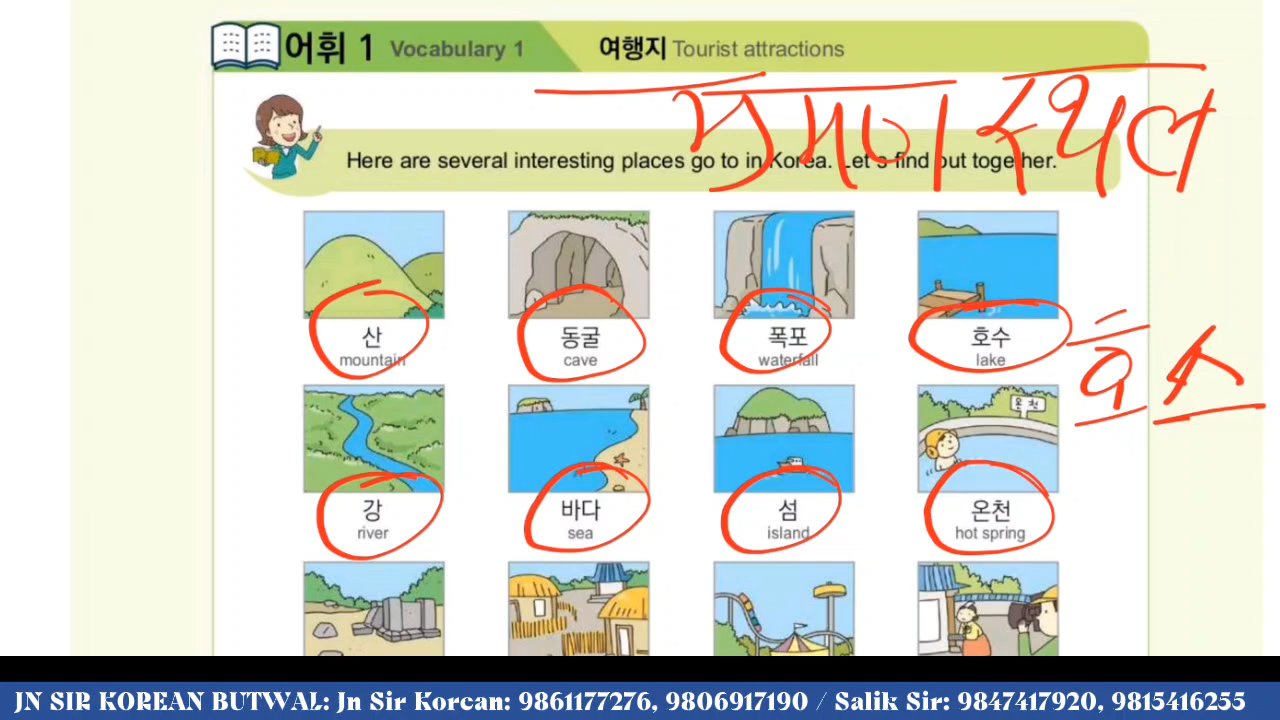 어휘 1 Vocabulary 1 여행지 Tourist attractions
Here are several interesting places go to in Korea. Let's find out together.
산 동굴 폭포 호수
mountain cave waterfall lake
호소
온천
강 바다 섬 온천
river sea island hot spring
JN SIR KOREAN BUTWAL: Jn Sir Korean: 9861177276, 9806917190 / Salik Sir: 9847417920, 9815416255